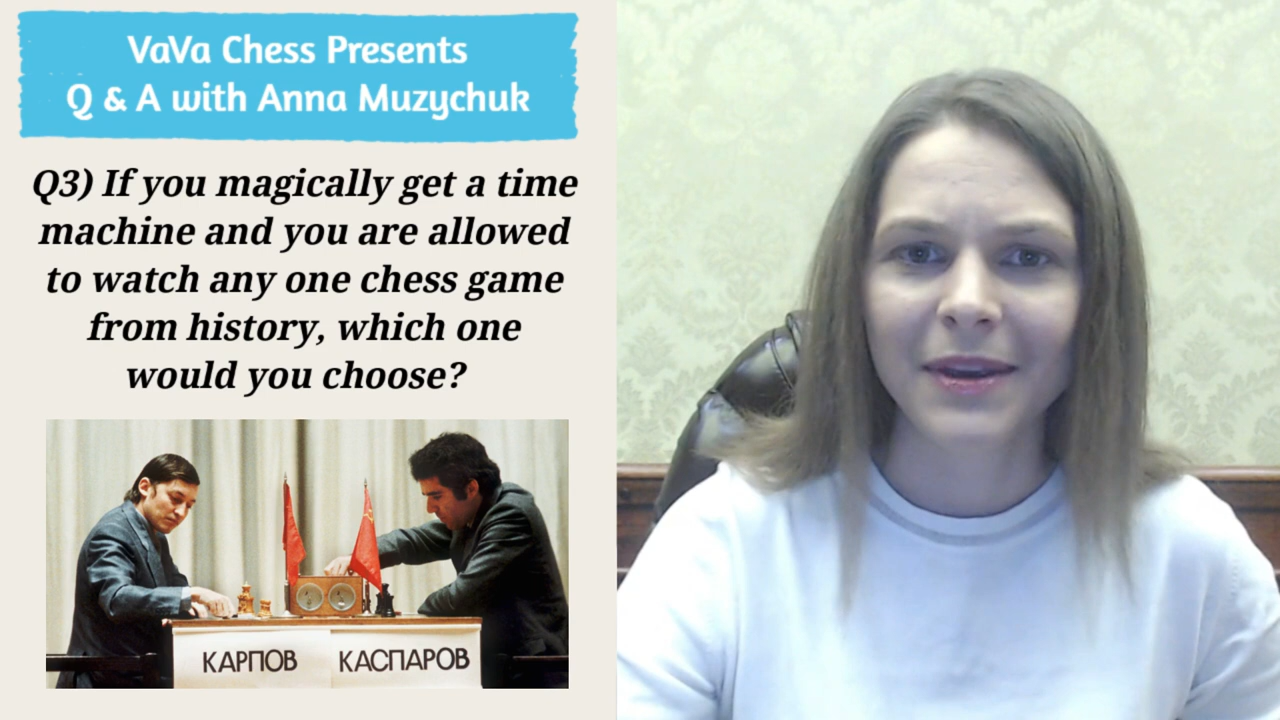 VaVa Chess Presents
Q & A with Anna Muzychuk
Q3) If you magically get a time
machine and you are allowed
to watch any one chess game
from history, which one
would you choose?
КАРПОВ КАСПАРОВ